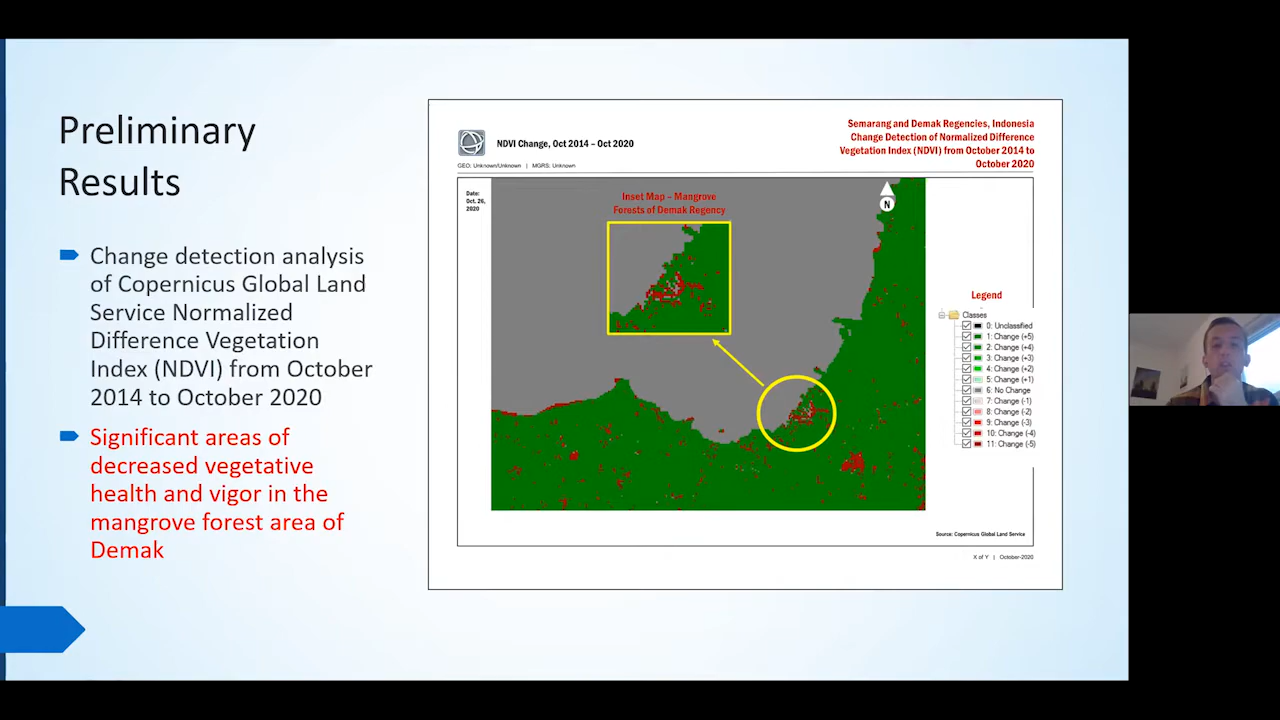 Preliminary
Results
Change detection analysis
of Copernicus Global Land
Service Normalized
Difference Vegetation
Index (NDVI) from October
2014 to October 2020
Significant areas of
decreased vegetative
health and vigor in the
mangrove forest area of
Demak
NDVI Change, Oct 2014 – Oct 2020
GEO: Unknown/Unknown | MGRS: Unknown
Semarang and Demak Regencies, Indonesia
Change Detection of Normalized Difference
Vegetation Index (NDVI) from October 2014 to
October 2020
Date:
Oct. 26,
2020
Inset Map – Mangrove
Forests of Demak Regency
N
Legend
Classes
0: Unclassified
1: Change (+5)
2: Change (+4)
3: Change (+3)
4: Change (+2)
5: Change (+1)
6: No Change
7: Change (-1)
8: Change (-2)
9: Change (-3)
10: Change (-4)
11: Change (-5)
Source: Copernicus Global Land Service
X of Y | October-2020